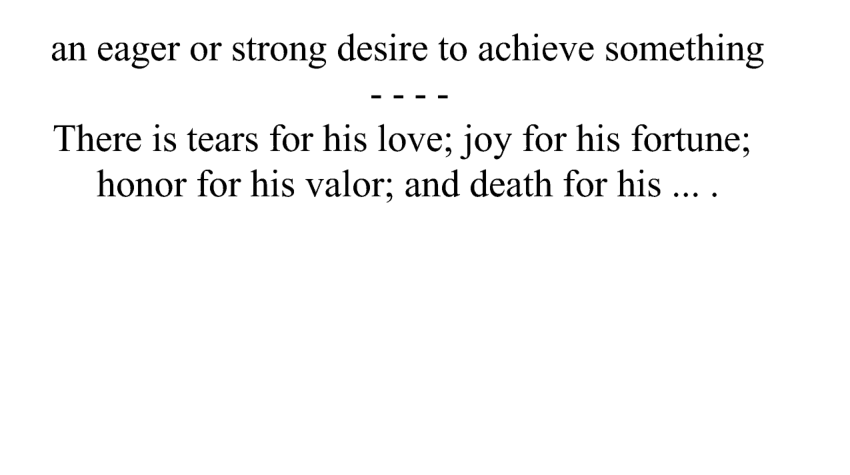 an eager or strong desire to achieve something
- - - -
There is tears for his love; joy for his fortune;
honor for his valor; and death for his ... .